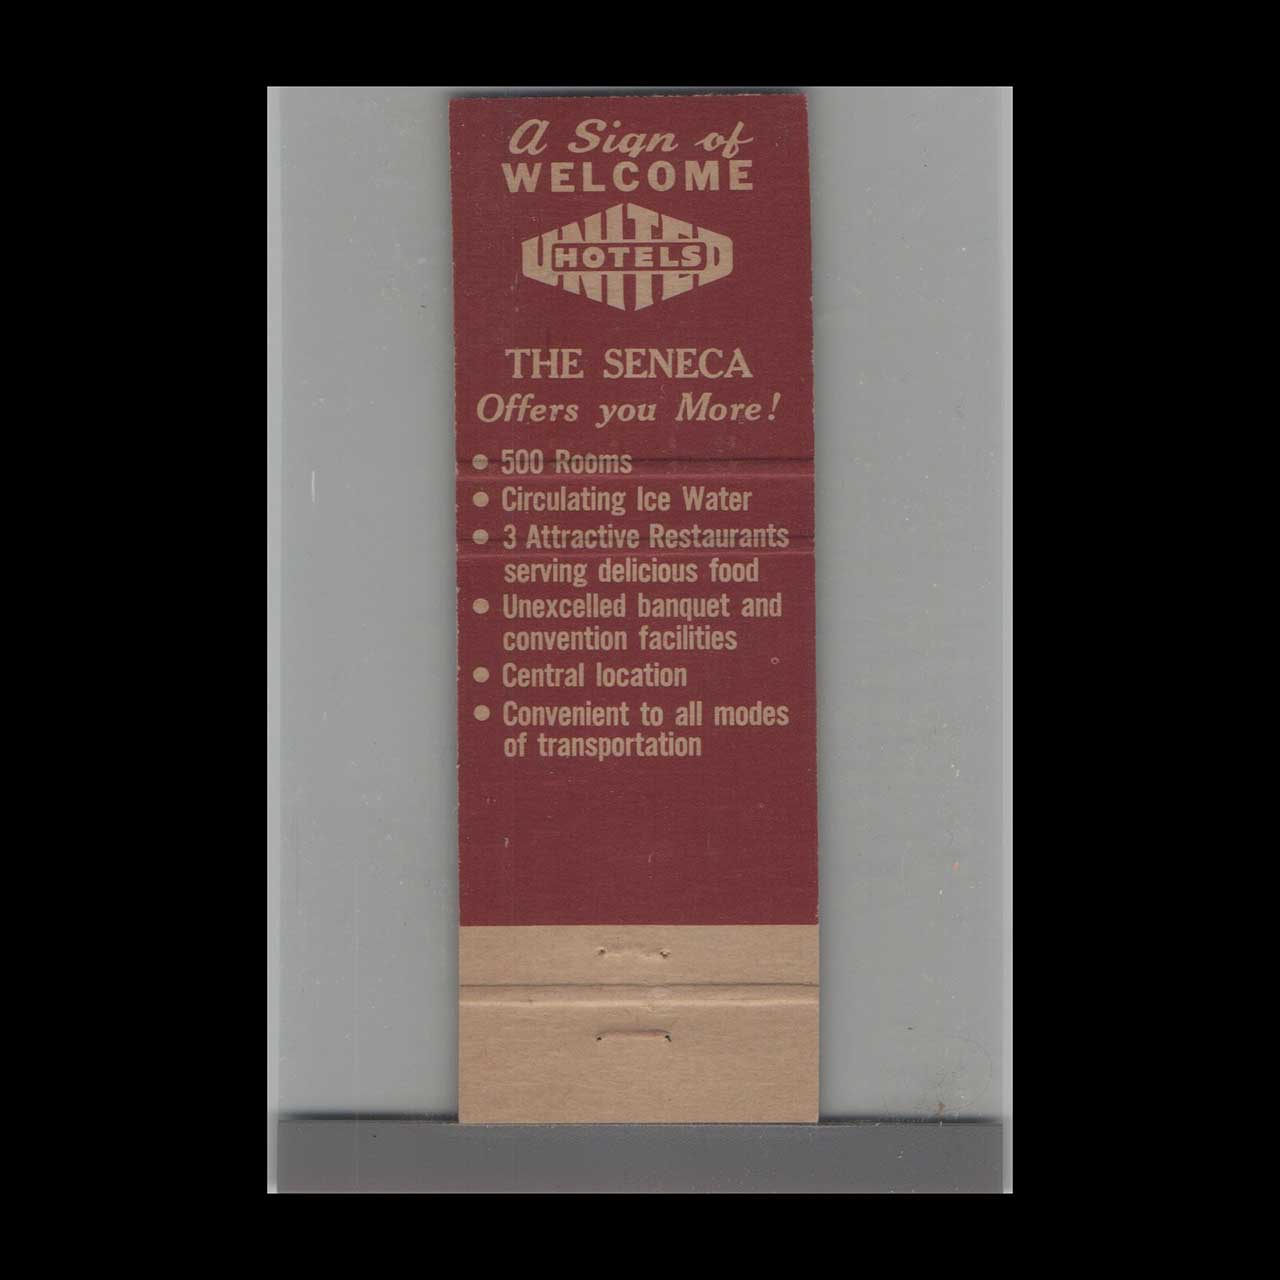 A Sign of
WELCOME
UNITED
HOTELS
THE SENECA
Offers you More!
• 500 Rooms
• Circulating Ice Water
• 3 Attractive Restaurants
serving delicious food
• Unexcelled banquet and
convention facilities
• Central location
• Convenient to all modes
of transportation